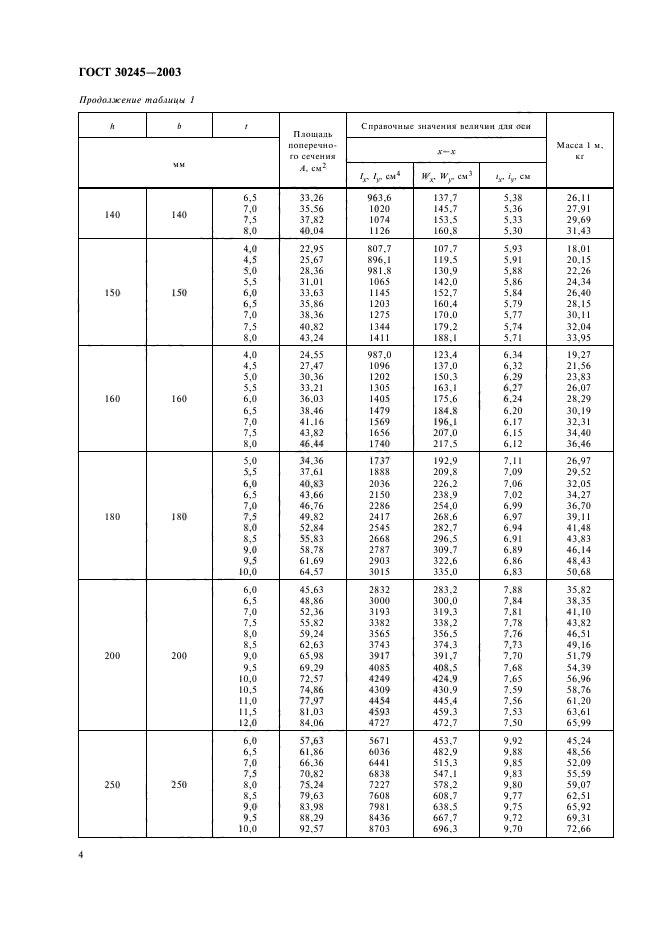 ГОСТ 30245—2003
Продолжение таблицы 1
h b t Площадь поперечно-го сечения A, см² Справочные значения величин для оси Масса 1 м, кг
мм x—x
Ix, Iy, см⁴ Wx, Wy, см³ ix, iy, см
140 140
6,5 33,26 963,6 137,7 5,38 26,11
7,0 35,56 1020 145,7 5,36 27,91
7,5 37,82 1074 153,5 5,33 29,69
8,0 40,04 1126 160,8 5,30 31,43
150 150
4,0 22,95 807,7 107,7 5,93 18,01
4,5 25,67 896,1 119,5 5,91 20,15
5,0 28,36 981,8 130,9 5,88 22,26
5,5 31,01 1065 142,0 5,86 24,34
6,0 33,63 1145 152,7 5,84 26,40
6,5 35,86 1203 160,4 5,79 28,15
7,0 38,36 1275 170,0 5,77 30,11
7,5 40,82 1344 179,2 5,74 32,04
8,0 43,24 1411 188,1 5,71 33,95
160 160
4,0 24,55 987,0 123,4 6,34 19,27
4,5 27,47 1096 137,0 6,32 21,56
5,0 30,36 1202 150,3 6,29 23,83
5,5 33,21 1305 163,1 6,27 26,07
6,0 36,03 1405 175,6 6,24 28,29
6,5 38,46 1479 184,8 6,20 30,19
7,0 41,16 1569 196,1 6,17 32,31
7,5 43,82 1656 207,0 6,15 34,40
8,0 46,44 1740 217,5 6,12 36,46
180 180
5,0 34,36 1737 192,9 7,11 26,97
5,5 37,61 1888 209,8 7,09 29,52
6,0 40,83 2036 226,2 7,06 32,05
6,5 43,66 2150 238,9 7,02 34,27
7,0 46,76 2286 254,0 6,99 36,70
7,5 49,82 2417 268,6 6,97 39,11
8,0 52,84 2545 282,7 6,94 41,48
8,5 55,83 2668 296,5 6,91 43,83
9,0 58,78 2787 309,7 6,89 46,14
9,5 61,69 2903 322,6 6,86 48,43
10,0 64,57 3015 335,0 6,83 50,68
200 200
6,0 45,63 2832 283,2 7,88 35,82
6,5 48,86 3000 300,0 7,84 38,35
7,0 52,36 3193 319,3 7,81 41,10
7,5 55,82 3382 338,2 7,78 43,82
8,0 59,24 3565 356,5 7,76 46,51
8,5 62,63 3743 374,3 7,73 49,16
9,0 65,98 3917 391,7 7,70 51,79
9,5 69,29 4085 408,5 7,68 54,39
10,0 72,57 4249 424,9 7,65 56,96
10,5 74,86 4309 430,9 7,59 58,76
11,0 77,97 4454 445,4 7,56 61,20
11,5 81,03 4593 459,3 7,53 63,61
12,0 84,06 4727 472,7 7,50 65,99
250 250
6,0 57,63 5671 453,7 9,92 45,24
6,5 61,86 6036 482,9 9,88 48,56
7,0 66,36 6441 515,3 9,85 52,09
7,5 70,82 6838 547,1 9,83 55,59
8,0 75,24 7227 578,2 9,80 59,07
8,5 79,63 7608 608,7 9,77 62,51
9,0 83,98 7981 638,5 9,75 65,92
9,5 88,29 8436 667,7 9,72 69,31
10,0 92,57 8703 696,3 9,70 72,66
4